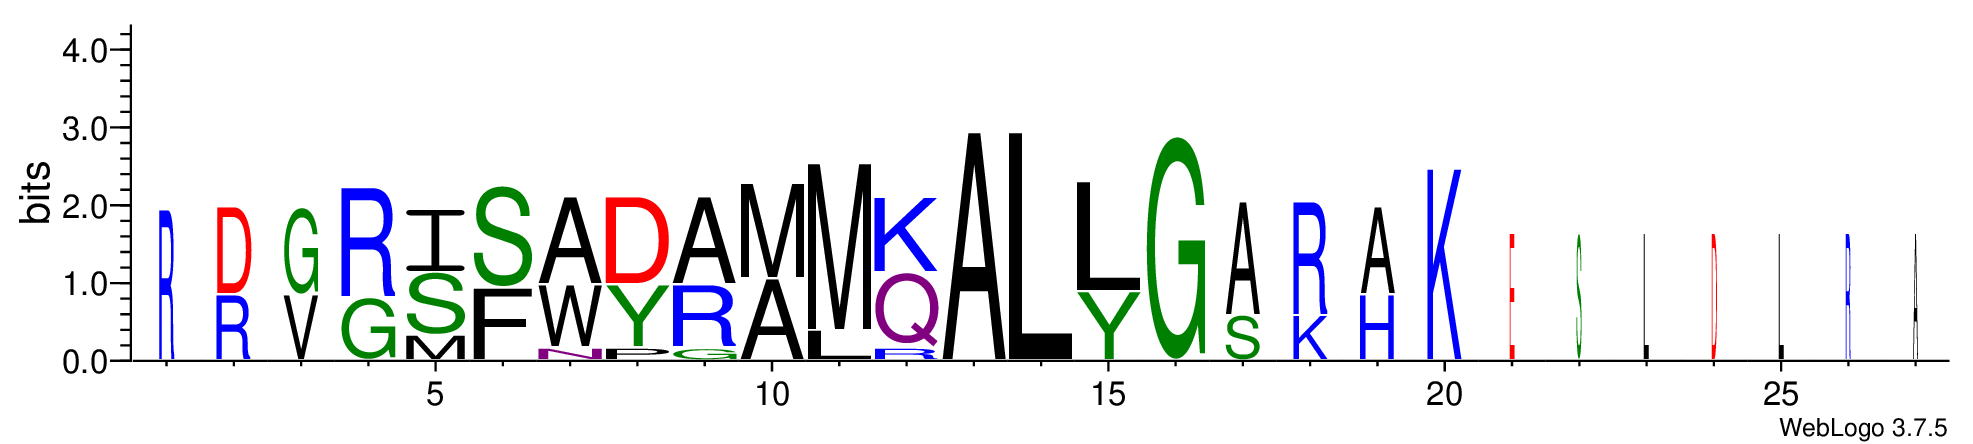 4.0
3.0
2.0
1.0
0.0
bits
R D G R I S A D A M M K A L L G A R A K E S L D L R A
R V G S F W Y R A L Q Y S K H
M N P G R
5 10 15 20 25
WebLogo 3.7.5